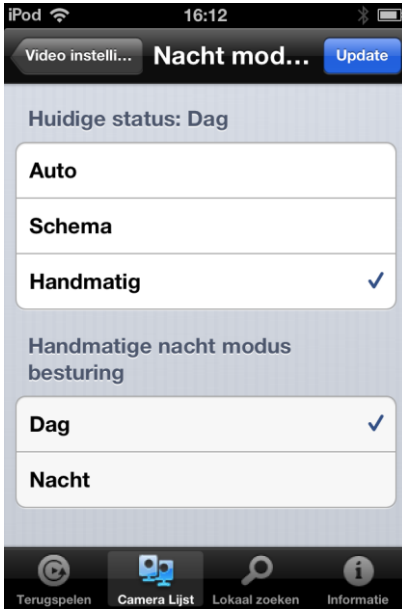 iPod 16:12
Video instelli... Nacht mod... Update
Huidige status: Dag
Auto
Schema
Handmatig
Handmatige nacht modus
besturing
Dag
Nacht
Terugspelen Camera Lijst Lokaal zoeken Informatie